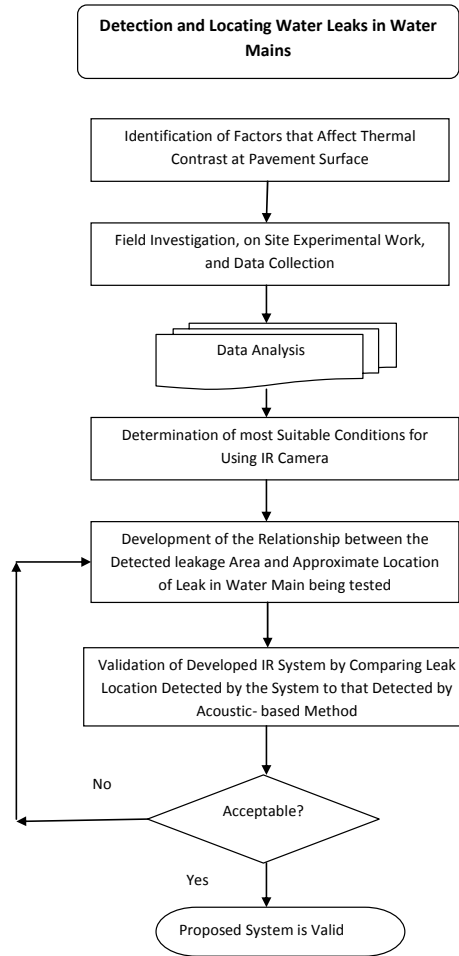 Detection and Locating Water Leaks in Water
Mains
Identification of Factors that Affect Thermal
Contrast at Pavement Surface
Field Investigation, on Site Experimental Work,
and Data Collection
Data Analysis
Determination of most Suitable Conditions for
Using IR Camera
Development of the Relationship between the
Detected leakage Area and Approximate Location
of Leak in Water Main being tested
Validation of Developed IR System by Comparing Leak
Location Detected by the System to that Detected by
Acoustic- based Method
No
Acceptable?
Yes
Proposed System is Valid